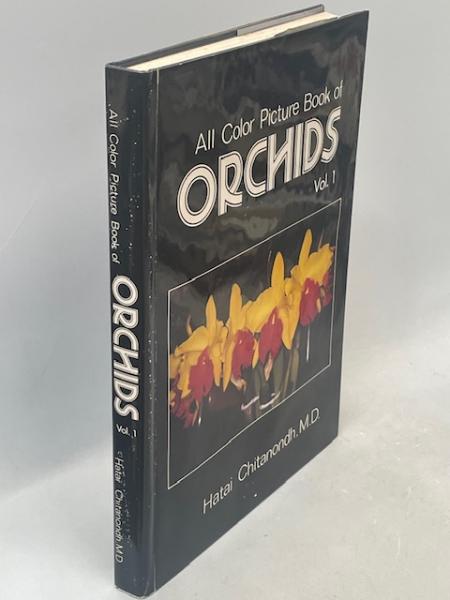 All Color Picture Book of
ORCHIDS
Vol. 1
Hatai Chitanondh, M.D.
All Color Picture Book of
ORCHIDS
Vol. 1
Hatai Chitanondh, M.D.